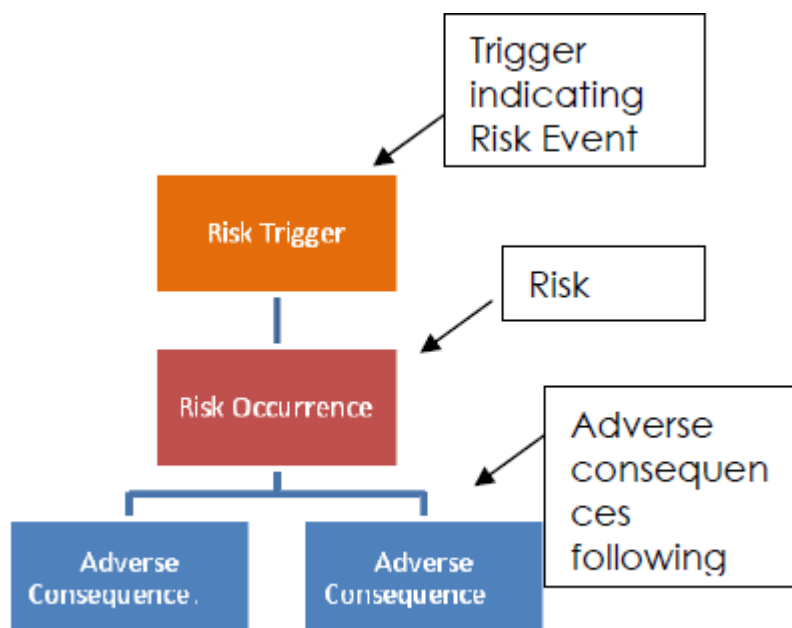 Trigger
indicating
Risk Event
Risk Trigger
Risk
Risk Occurrence
Adverse
consequen
ces
following
Adverse
Consequence.
Adverse
Consequence